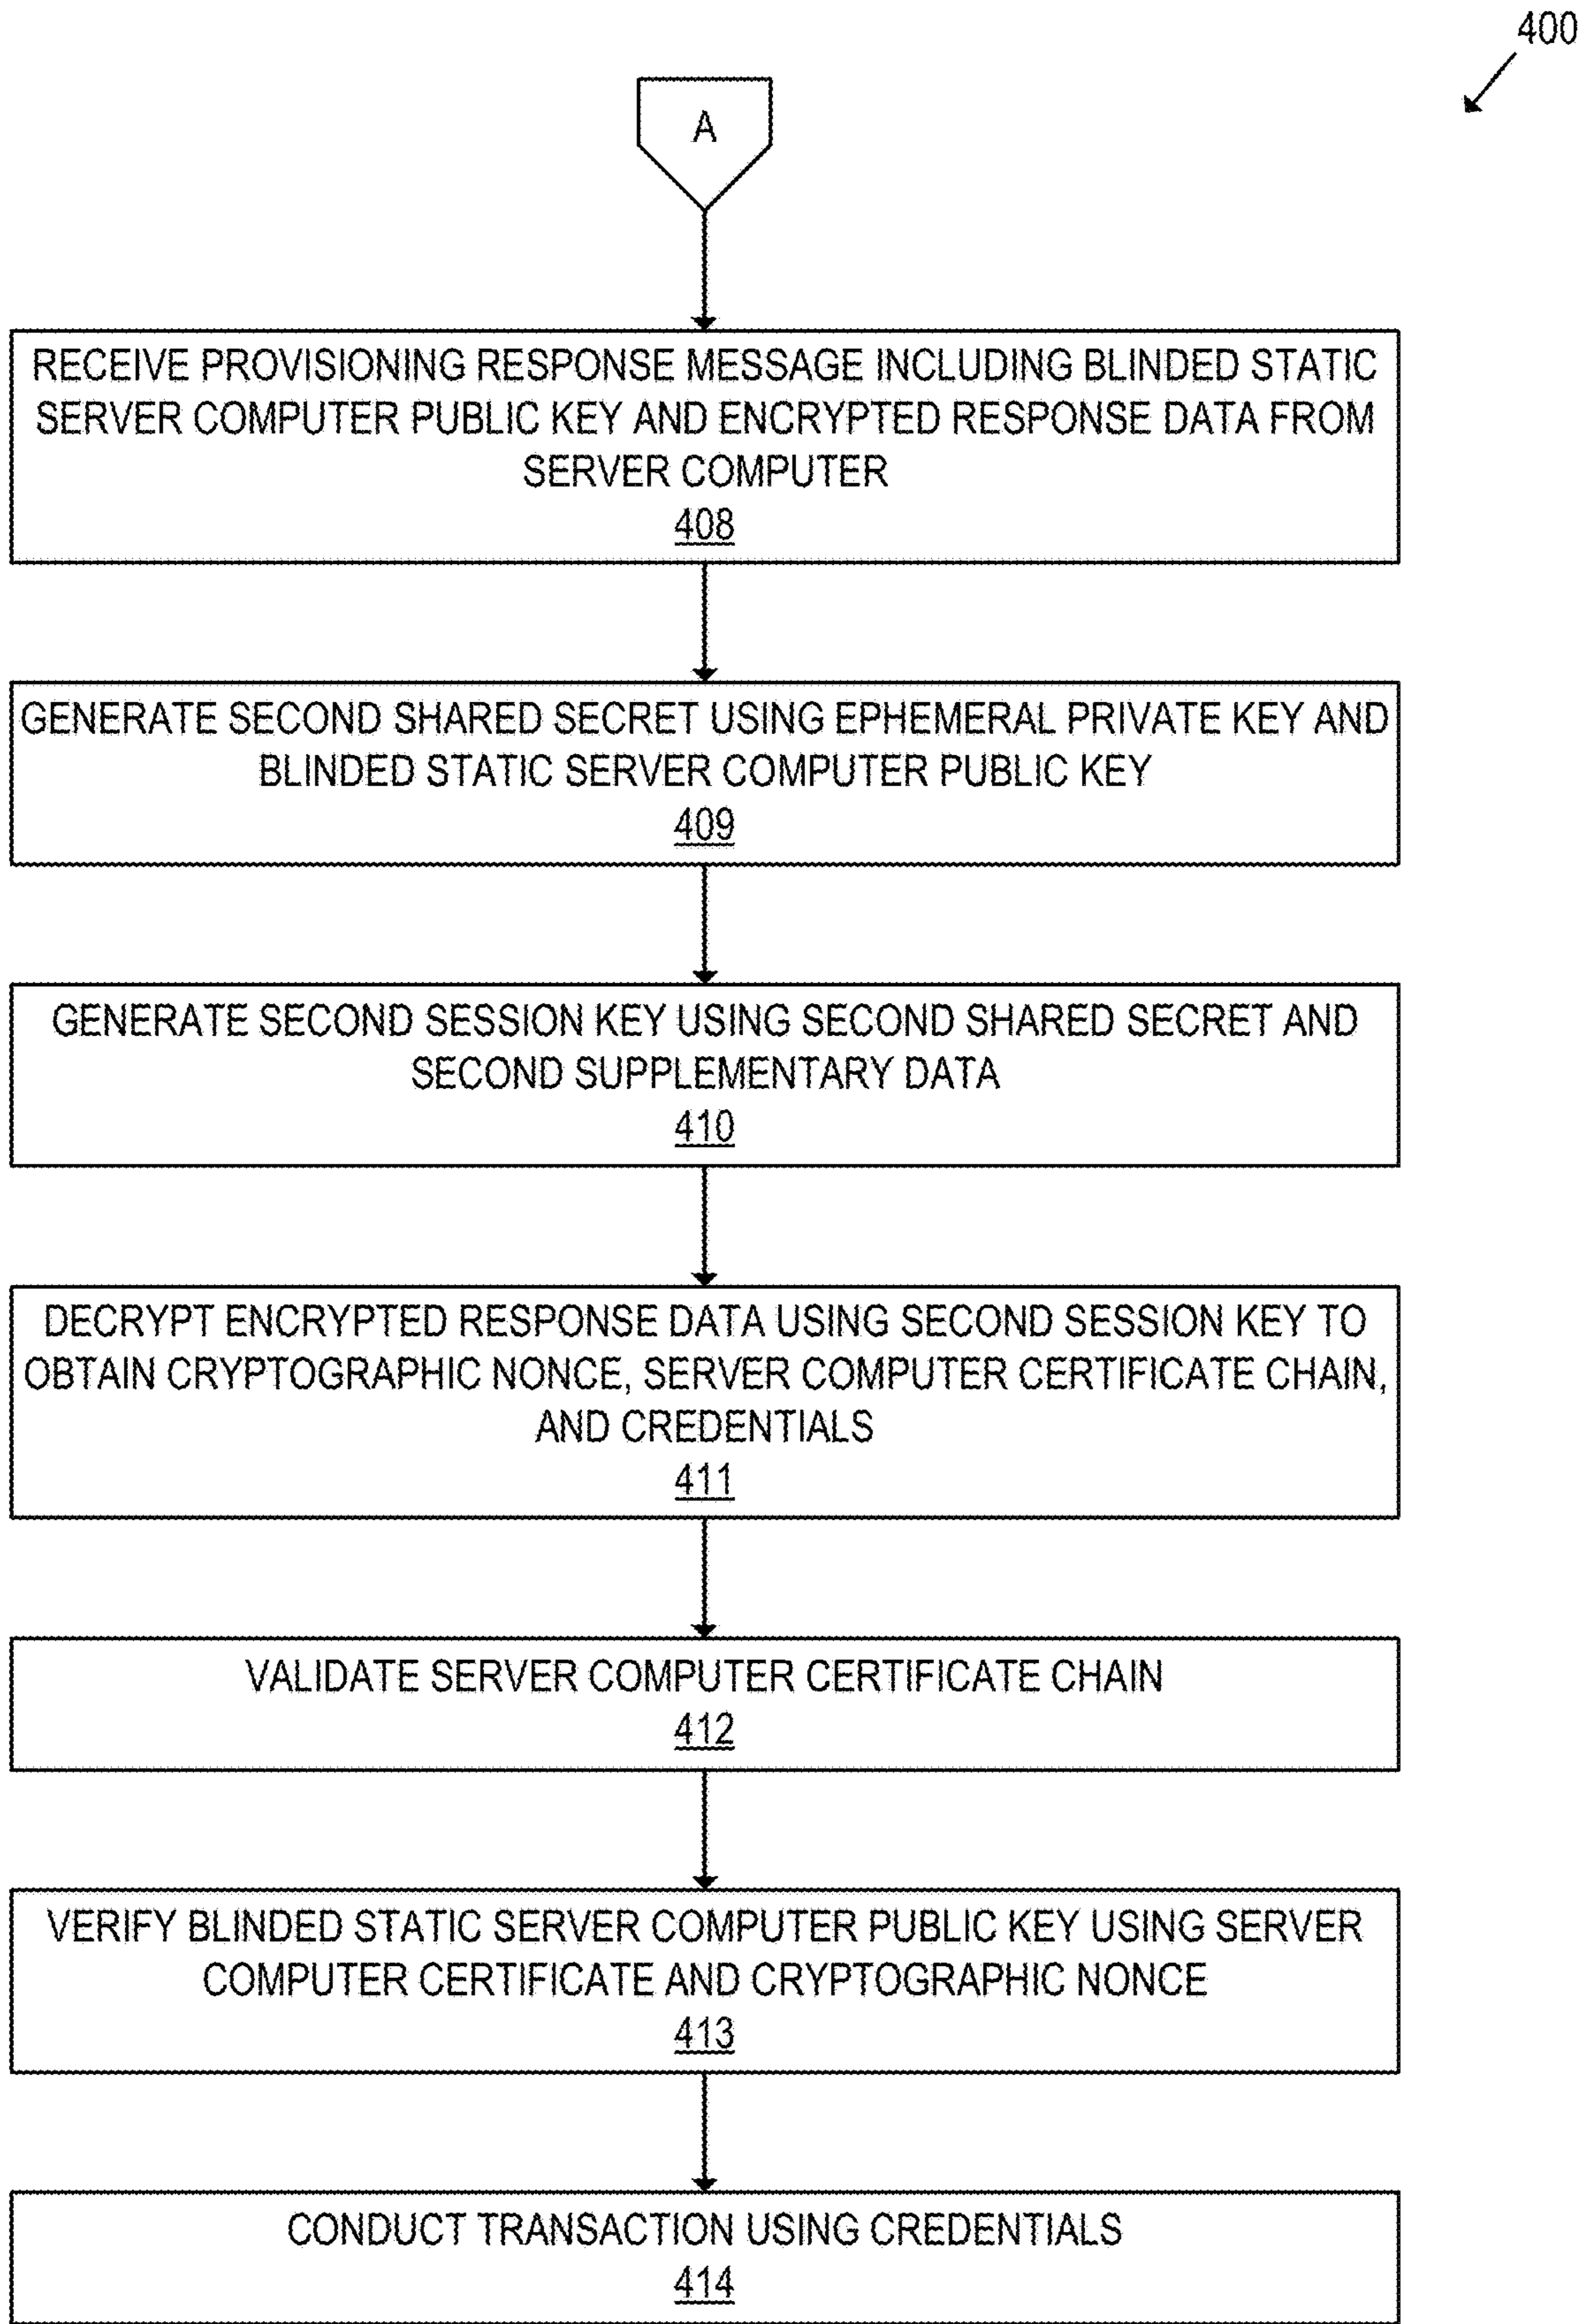 400
A
RECEIVE PROVISIONING RESPONSE MESSAGE INCLUDING BLINDED STATIC
SERVER COMPUTER PUBLIC KEY AND ENCRYPTED RESPONSE DATA FROM
SERVER COMPUTER
408
GENERATE SECOND SHARED SECRET USING EPHEMERAL PRIVATE KEY AND
BLINDED STATIC SERVER COMPUTER PUBLIC KEY
409
GENERATE SECOND SESSION KEY USING SECOND SHARED SECRET AND
SECOND SUPPLEMENTARY DATA
410
DECRYPT ENCRYPTED RESPONSE DATA USING SECOND SESSION KEY TO
OBTAIN CRYPTOGRAPHIC NONCE, SERVER COMPUTER CERTIFICATE CHAIN,
AND CREDENTIALS
411
VALIDATE SERVER COMPUTER CERTIFICATE CHAIN
412
VERIFY BLINDED STATIC SERVER COMPUTER PUBLIC KEY USING SERVER
COMPUTER CERTIFICATE AND CRYPTOGRAPHIC NONCE
413
CONDUCT TRANSACTION USING CREDENTIALS
414